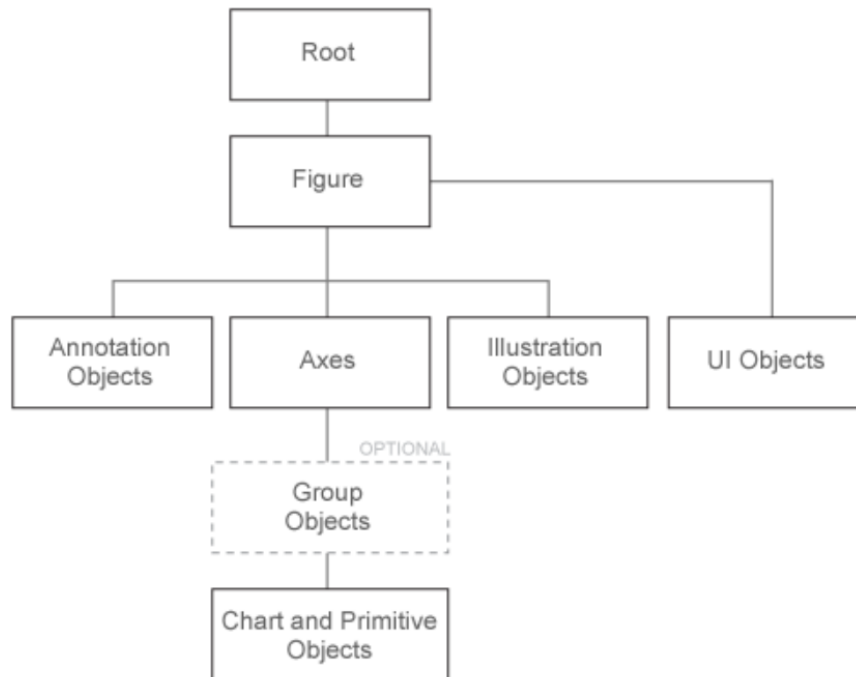 Root
Figure
Annotation
Objects
Axes
Illustration
Objects
UI Objects
OPTIONAL
Group
Objects
Chart and Primitive
Objects